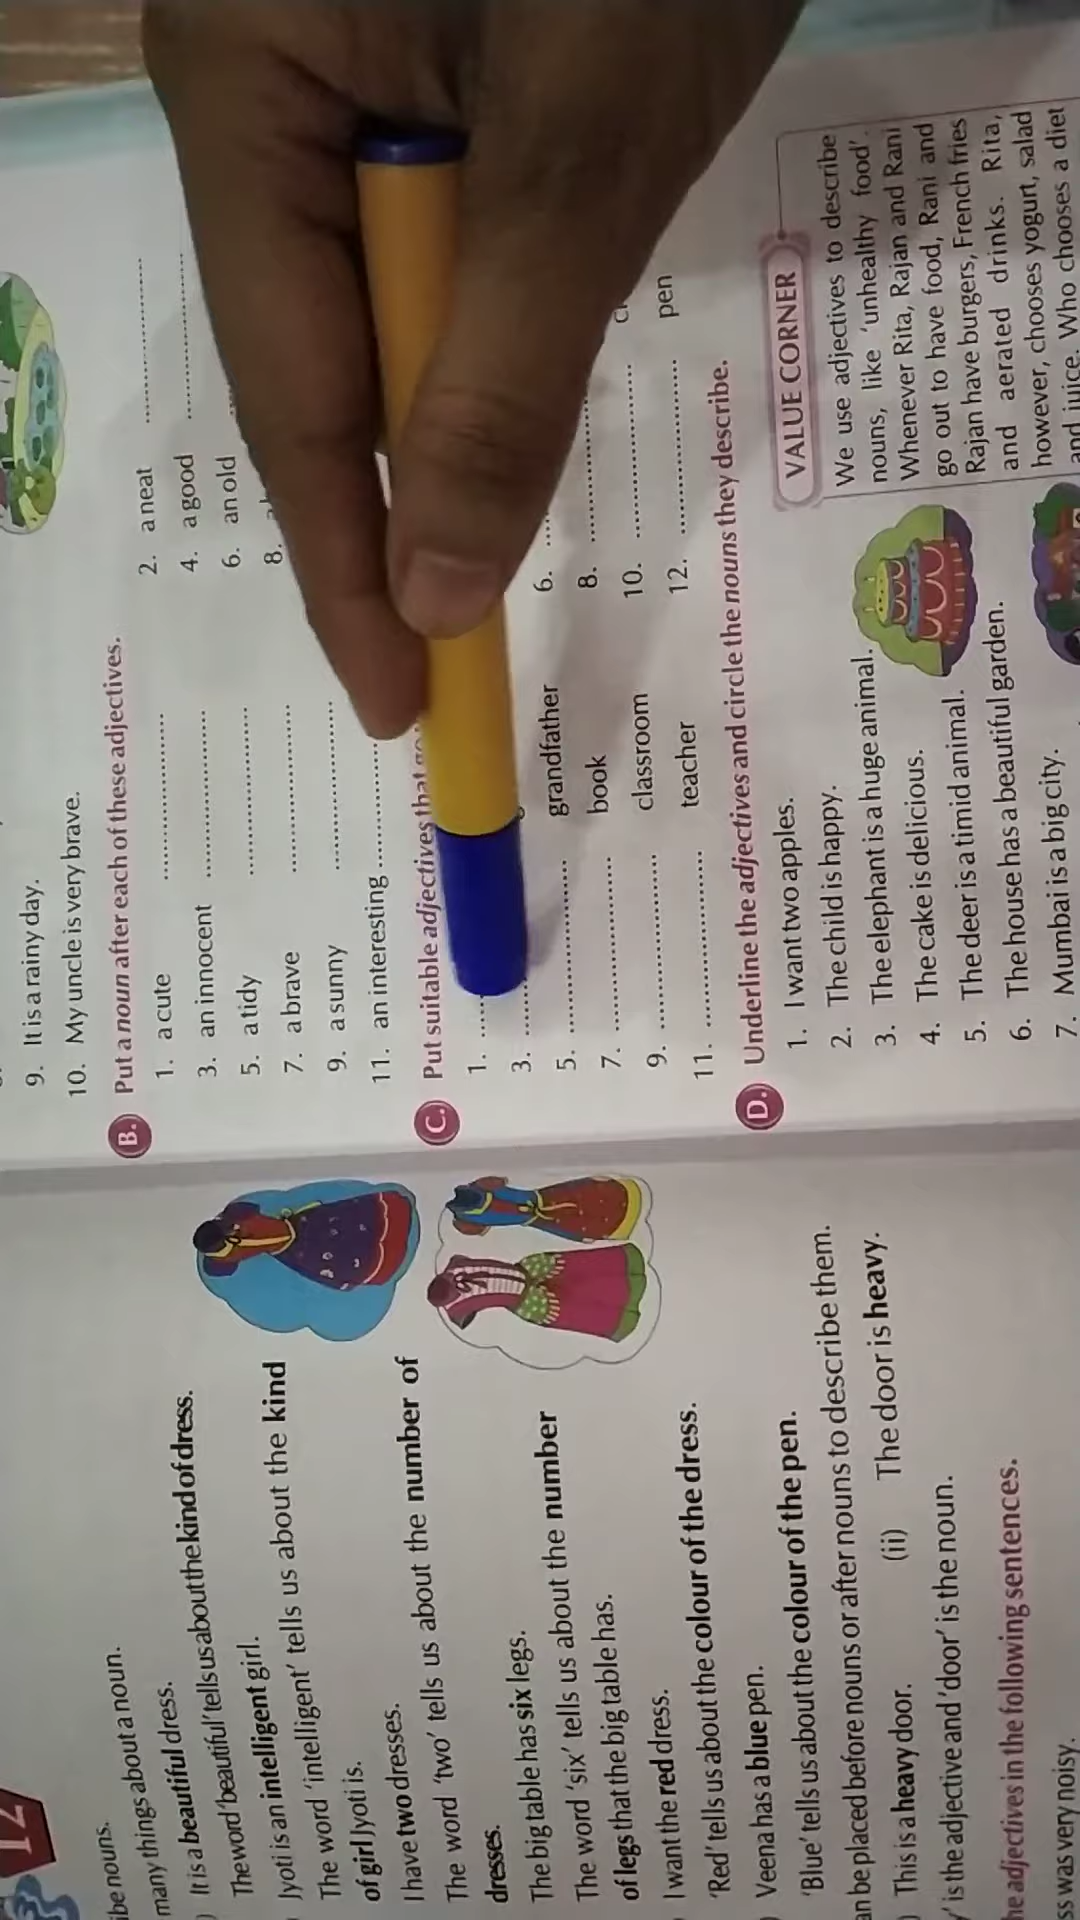 12
ibe nouns.
many things about a noun.
It is a beautiful dress.
The word 'beautiful' tells us about the kind of dress.
Jyoti is an intelligent girl.
The word 'intelligent' tells us about the kind
of girl Jyoti is.
I have two dresses.
The word 'two' tells us about the number of
dresses.
The big table has six legs.
The word 'six' tells us about the number
of legs that the big table has.
I want the red dress.
'Red' tells us about the colour of the dress.
Veena has a blue pen.
'Blue' tells us about the colour of the pen.
an be placed before nouns or after nouns to describe them.
This is a heavy door. (ii) The door is heavy.
y' is the adjective and 'door' is the noun.
he adjectives in the following sentences.
ss was very noisy.
9. It is a rainy day.
10. My uncle is very brave.
B. Put a noun after each of these adjectives.
1. a cute .................... 2. a neat ....................
3. an innocent .................... 4. a good ....................
5. a tidy .................... 6. an old
7. a brave .................... 8.
9. a sunny ....................
11. an interesting ....................
C. Put suitable adjectives that
1.
3.
5. .................... grandfather 6.
7. .................... book 8. ....................
9. .................... classroom 10. ....................
11. .................... teacher 12. .................... pen
D. Underline the adjectives and circle the nouns they describe.
1. I want two apples.
2. The child is happy.
3. The elephant is a huge animal.
4. The cake is delicious.
5. The deer is a timid animal.
6. The house has a beautiful garden.
7. Mumbai is a big city.
VALUE CORNER
We use adjectives to describe
nouns, like 'unhealthy food'.
Whenever Rita, Rajan and Rani
go out to have food, Rani and
Rajan have burgers, French fries
and aerated drinks. Rita,
however, chooses yogurt, salad
and juice. Who chooses a diet